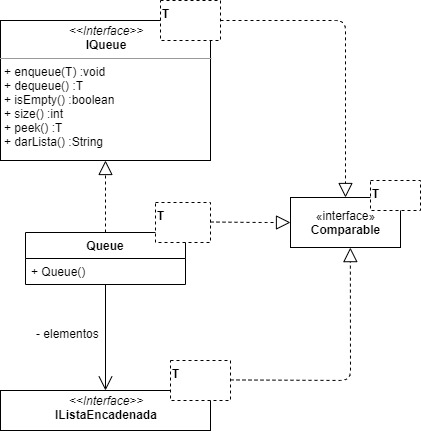 T
<<Interface>>
IQueue
+ enqueue(T) :void
+ dequeue() :T
+ isEmpty() :boolean
+ size() :int
+ peek() :T
+ darLista() :String
T
«interface»
Comparable
T
Queue
+ Queue()
- elementos
T
<<Interface>>
IListaEncadenada